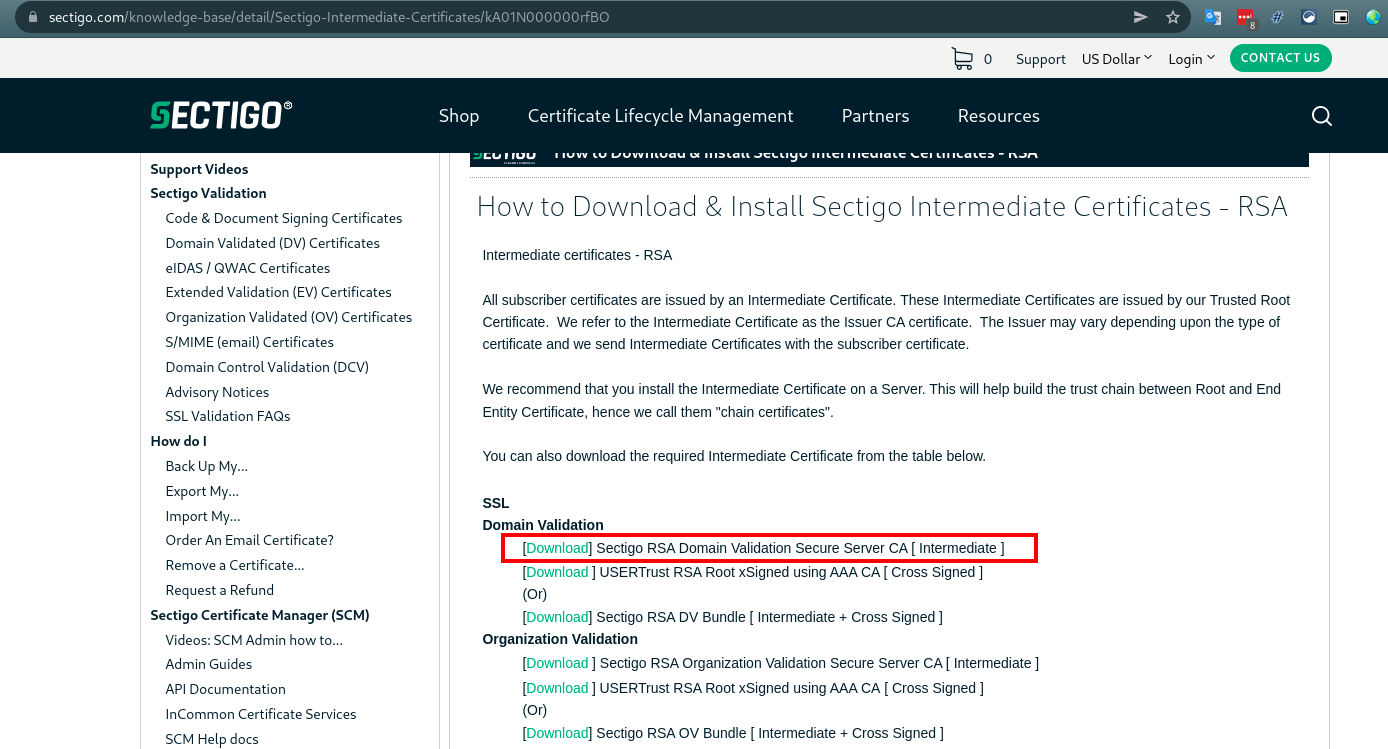 sectigo.com/knowledge-base/detail/Sectigo-Intermediate-Certificates/kA01N000000rfBO
8
0 Support US Dollar Login CONTACT US
SECTIGO®
Shop Certificate Lifecycle Management Partners Resources
SECTIGO How to Download & Install Sectigo Intermediate Certificates - RSA
Support Videos
Sectigo Validation
Code & Document Signing Certificates
Domain Validated (DV) Certificates
eIDAS / QWAC Certificates
Extended Validation (EV) Certificates
Organization Validated (OV) Certificates
S/MIME (email) Certificates
Domain Control Validation (DCV)
Advisory Notices
SSL Validation FAQs
How do I
Back Up My...
Export My...
Import My...
Order An Email Certificate?
Remove a Certificate...
Request a Refund
Sectigo Certificate Manager (SCM)
Videos: SCM Admin how to...
Admin Guides
API Documentation
InCommon Certificate Services
SCM Help docs
How to Download & Install Sectigo Intermediate Certificates - RSA
Intermediate certificates - RSA
All subscriber certificates are issued by an Intermediate Certificate. These Intermediate Certificates are issued by our Trusted Root
Certificate.  We refer to the Intermediate Certificate as the Issuer CA certificate.  The Issuer may vary depending upon the type of
certificate and we send Intermediate Certificates with the subscriber certificate.
We recommend that you install the Intermediate Certificate on a Server. This will help build the trust chain between Root and End
Entity Certificate, hence we call them "chain certificates".
You can also download the required Intermediate Certificate from the table below.
SSL
Domain Validation
[Download] Sectigo RSA Domain Validation Secure Server CA [ Intermediate ]
[Download ] USERTrust RSA Root xSigned using AAA CA [ Cross Signed ]
(Or)
[Download] Sectigo RSA DV Bundle [ Intermediate + Cross Signed ]
Organization Validation
[Download ] Sectigo RSA Organization Validation Secure Server CA [ Intermediate ]
[Download ] USERTrust RSA Root xSigned using AAA CA [ Cross Signed ]
(Or)
[Download] Sectigo RSA OV Bundle [ Intermediate + Cross Signed ]